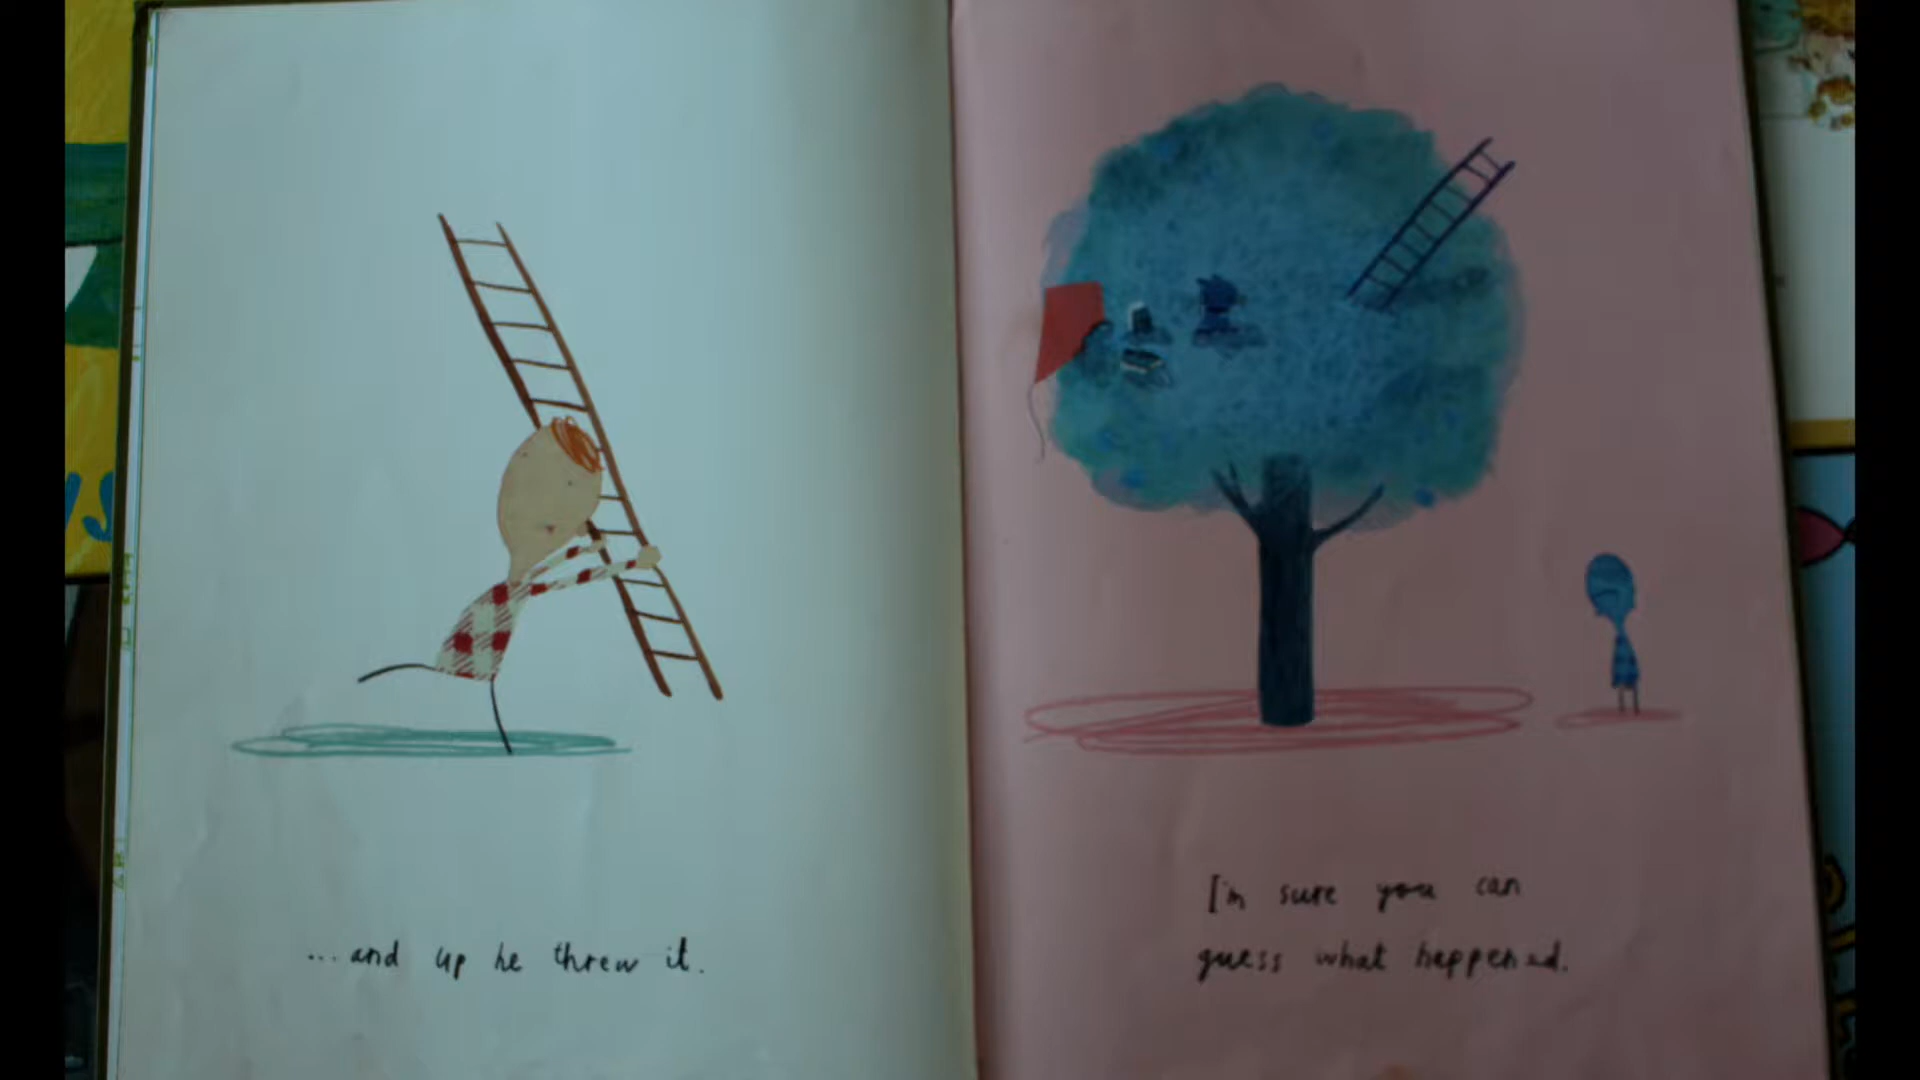 ...and up he threw it.
I'm sure you can
guess what happened.